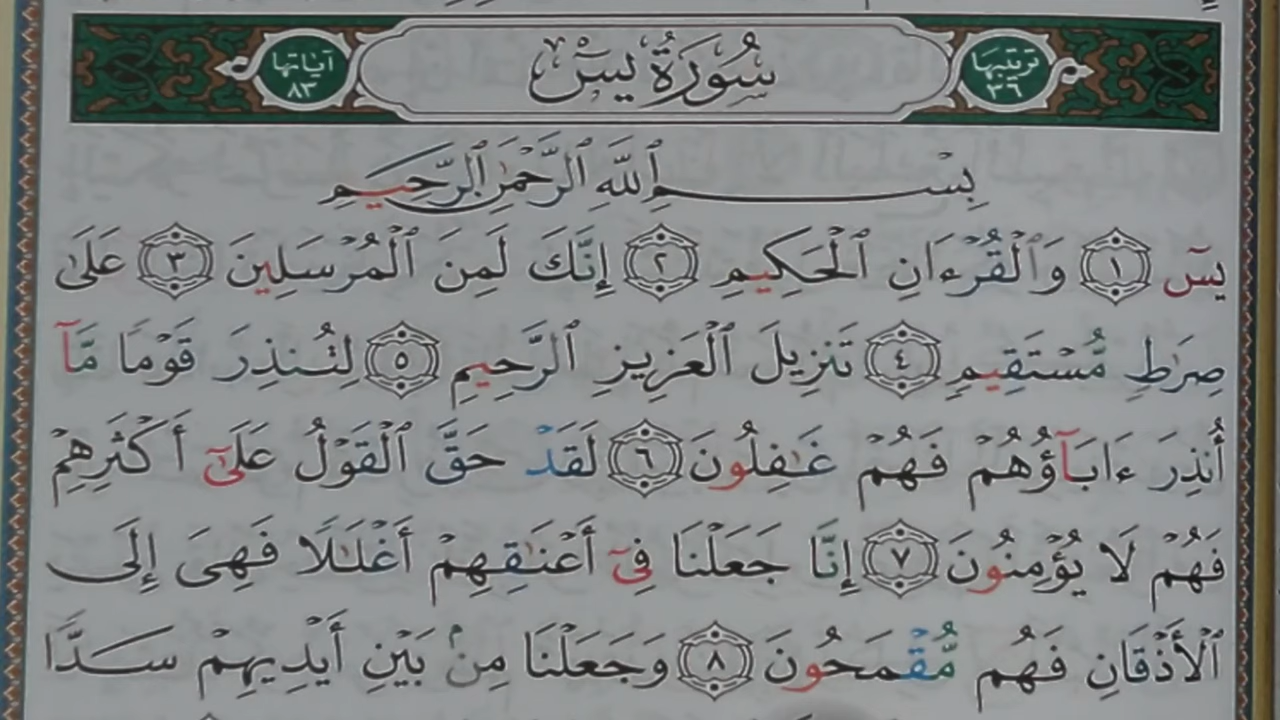 ترتيبها ٣٦ سُورَةُ يسٓ آياتها ٨٣
بِسْمِ ٱللَّهِ ٱلرَّحْمَٰنِ ٱلرَّحِيمِ
يسٓ ١ وَٱلْقُرْءَانِ ٱلْحَكِيمِ ٢ إِنَّكَ لَمِنَ ٱلْمُرْسَلِينَ ٣ عَلَىٰ
صِرَٰطٍ مُّسْتَقِيمٍ ٤ تَنزِيلَ ٱلْعَزِيزِ ٱلرَّحِيمِ ٥ لِتُنذِرَ قَوْمًا مَّآ
أُنذِرَ ءَابَآؤُهُمْ فَهُمْ غَٰفِلُونَ ٦ لَقَدْ حَقَّ ٱلْقَوْلُ عَلَىٰٓ أَكْثَرِهِمْ
فَهُمْ لَا يُؤْمِنُونَ ٧ إِنَّا جَعَلْنَا فِىٓ أَعْنَٰقِهِمْ أَغْلَٰلًا فَهِىَ إِلَى
ٱلْأَذْقَانِ فَهُم مُّقْمَحُونَ ٨ وَجَعَلْنَا مِنۢ بَيْنِ أَيْدِيهِمْ سَدًّا